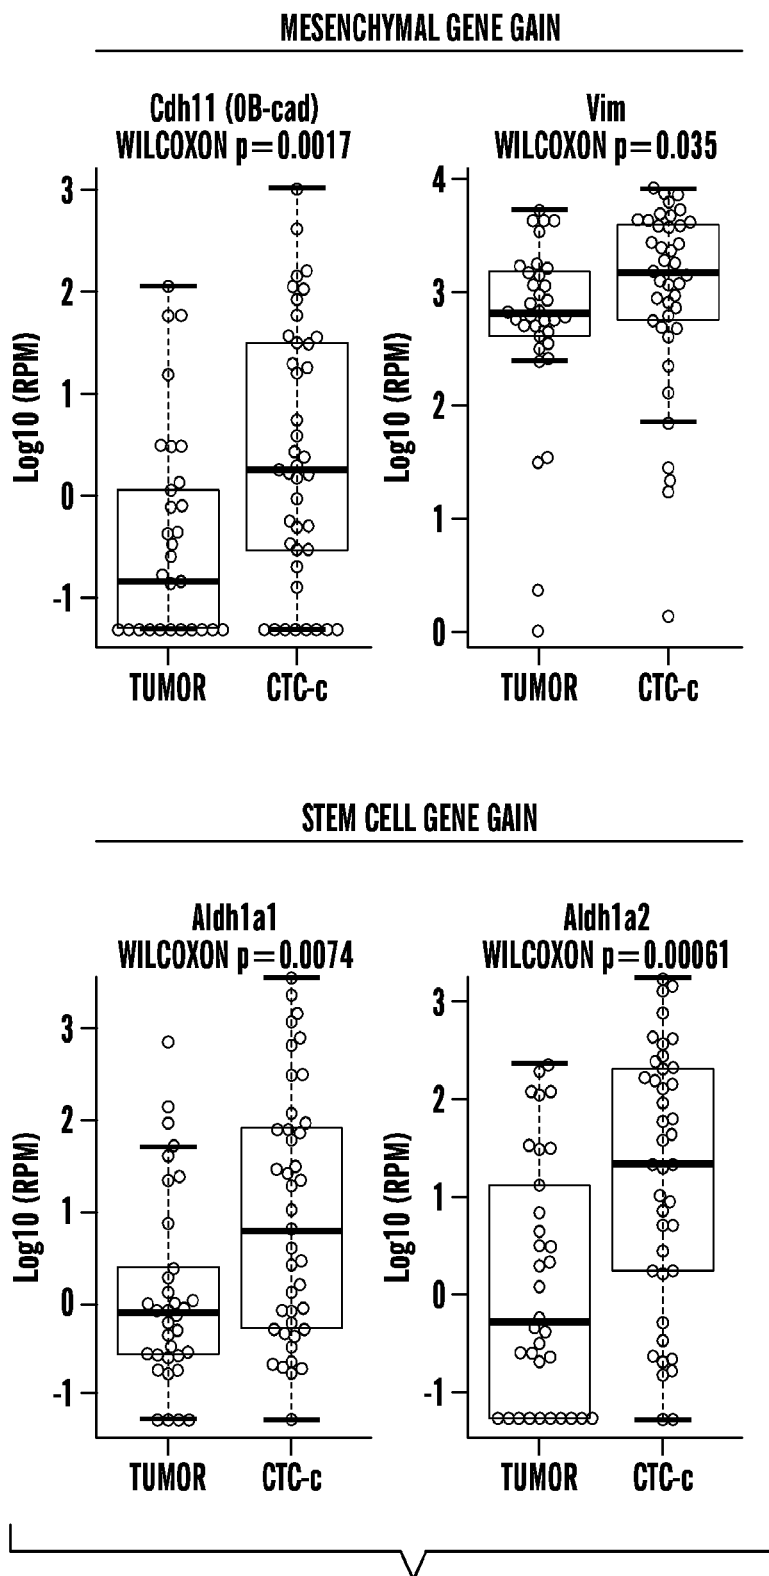 MESENCHYMAL GENE GAIN
Cdh11 (OB-cad)
WILCOXON p=0.0017
Log10 (RPM)
3
2
1
0
-1
TUMOR CTC-c
Vim
WILCOXON p=0.035
Log10 (RPM)
4
3
2
1
0
TUMOR CTC-c
STEM CELL GENE GAIN
Aldh1a1
WILCOXON p=0.0074
Log10 (RPM)
3
2
1
0
-1
TUMOR CTC-c
Aldh1a2
WILCOXON p=0.00061
Log10 (RPM)
3
2
1
0
-1
TUMOR CTC-c